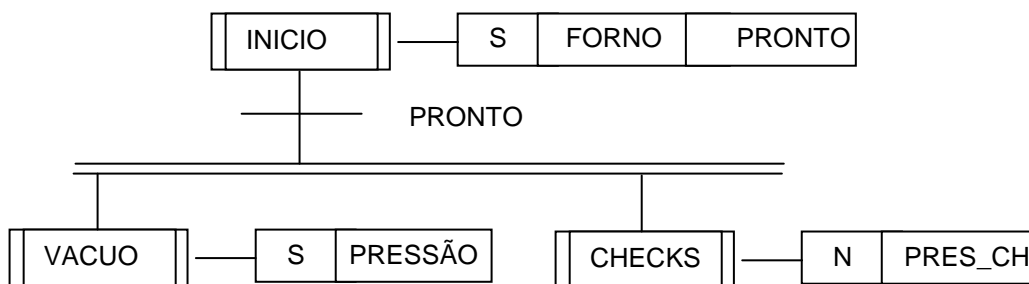 INICIO S FORNO PRONTO
PRONTO
VACUO S PRESSÃO CHECKS N PRES_CH